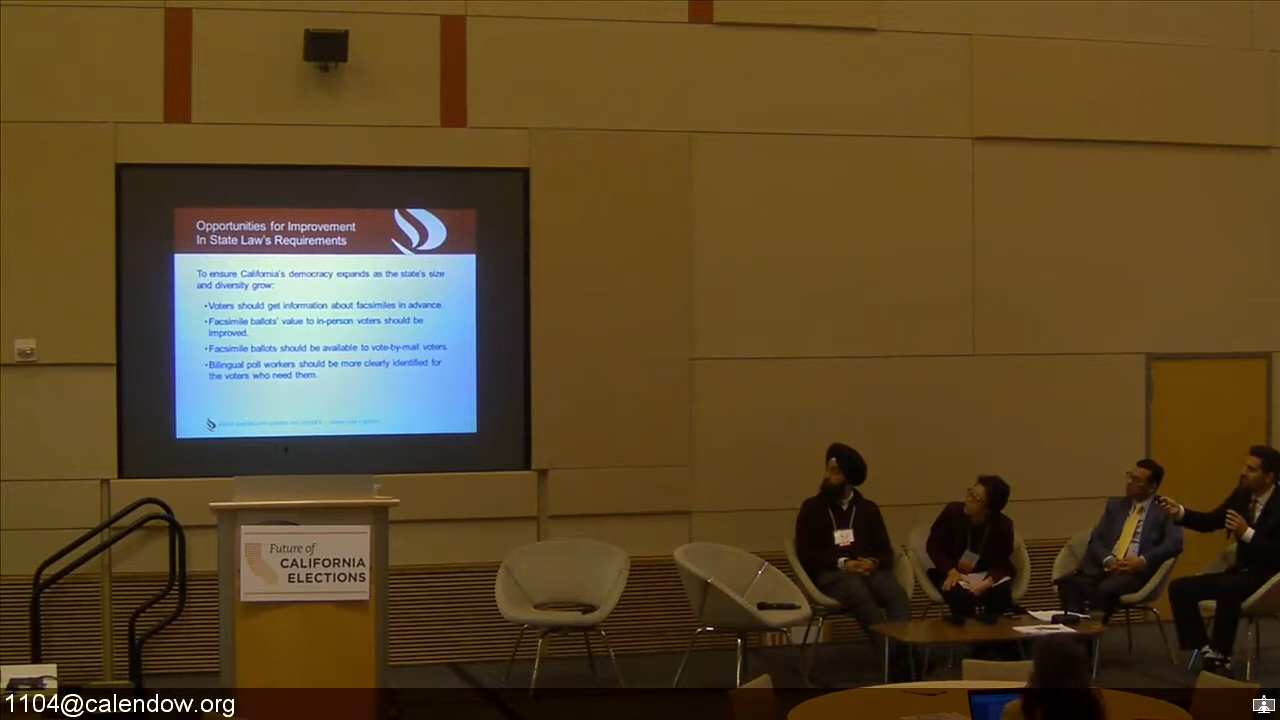 Opportunities for Improvement
In State Law's Requirements
To ensure California's democracy expands as the state's size
and diversity grow:
•Voters should get information about facsimiles in advance.
•Facsimile ballots' value to in-person voters should be
improved.
•Facsimile ballots should be available to vote-by-mail voters.
•Bilingual poll workers should be more clearly identified for
the voters who need them.
Future of
CALIFORNIA
ELECTIONS
1104@calendow.org